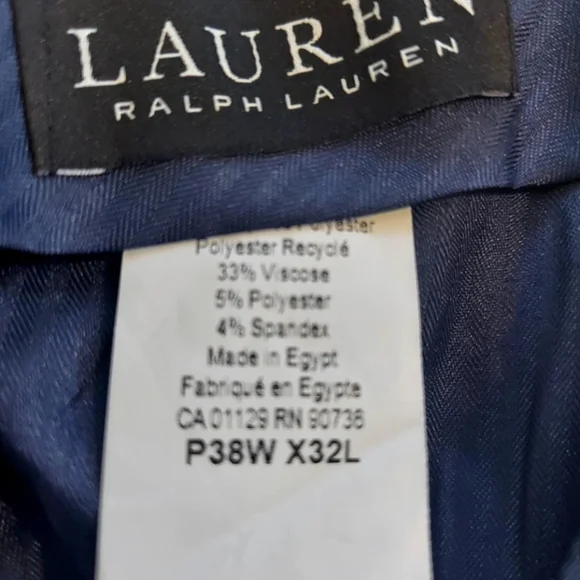 LAUREN
RALPH LAUREN
Polyester
Polyester Recyclé
33% Viscose
5% Polyester
4% Spandex
Made in Egypt
Fabriqué en Egypte
CA 01129 RN 90736
P38W X32L